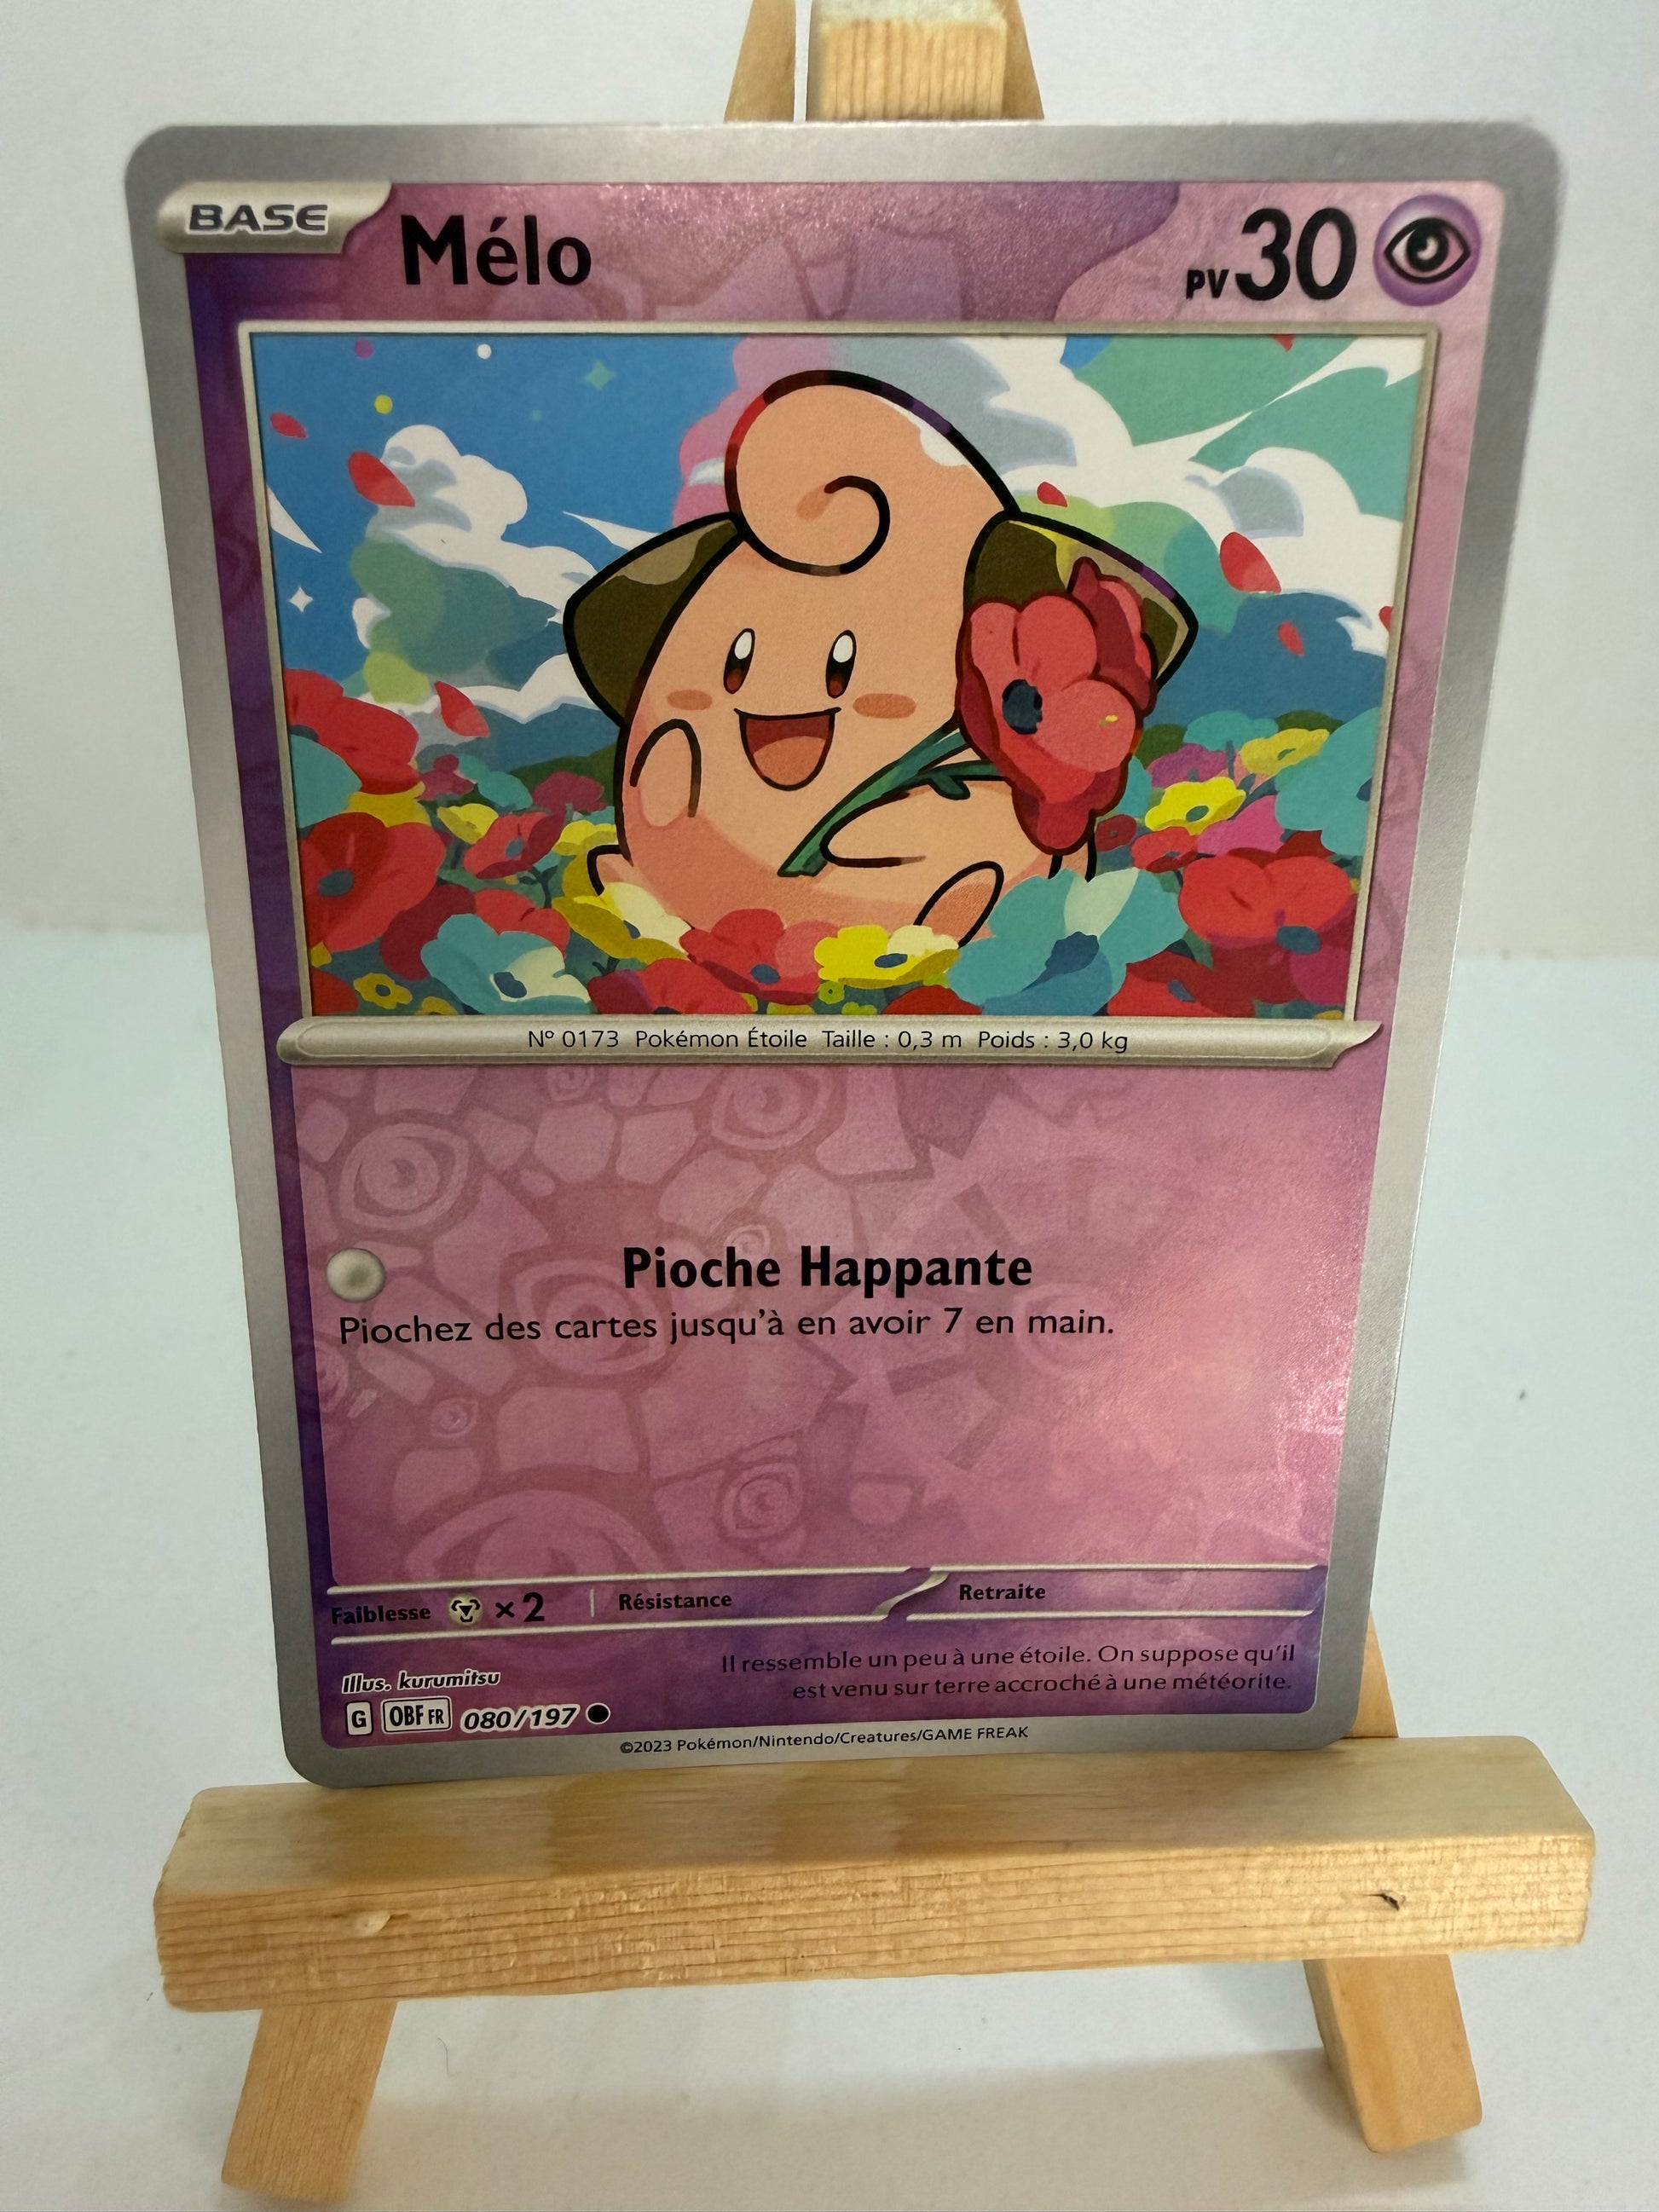 BASE
Mélo
PV 30
N° 0173 Pokémon Étoile Taille : 0,3 m Poids : 3,0 kg
Pioche Happante
Piochez des cartes jusqu'à en avoir 7 en main.
Faiblesse × 2 Résistance Retraite
Il ressemble un peu à une étoile. On suppose qu'il
est venu sur terre accroché à une météorite.
Illus. kurumitsu
G OBF FR 080/197
©2023 Pokémon/Nintendo/Creatures/GAME FREAK